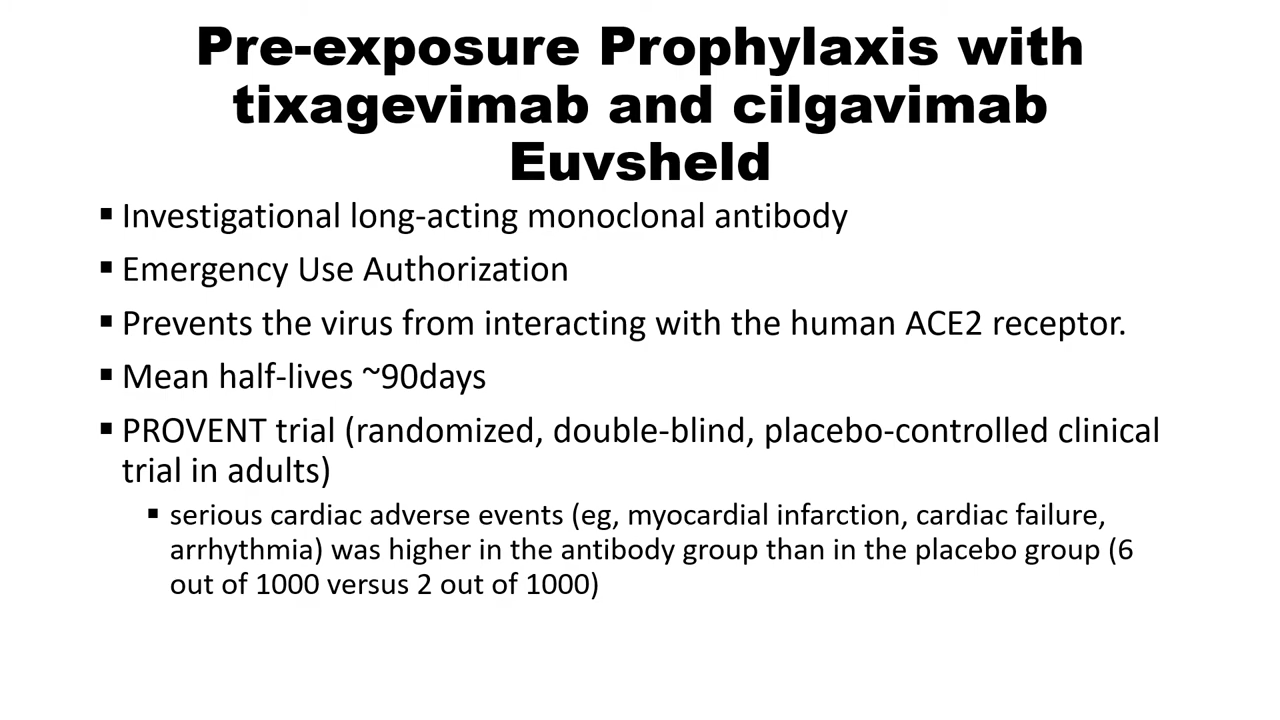 Pre-exposure Prophylaxis with
tixagevimab and cilgavimab
Euvsheld
▪ Investigational long-acting monoclonal antibody
▪ Emergency Use Authorization
▪ Prevents the virus from interacting with the human ACE2 receptor.
▪ Mean half-lives ~90days
▪ PROVENT trial (randomized, double-blind, placebo-controlled clinical
trial in adults)
▪ serious cardiac adverse events (eg, myocardial infarction, cardiac failure,
arrhythmia) was higher in the antibody group than in the placebo group (6
out of 1000 versus 2 out of 1000)